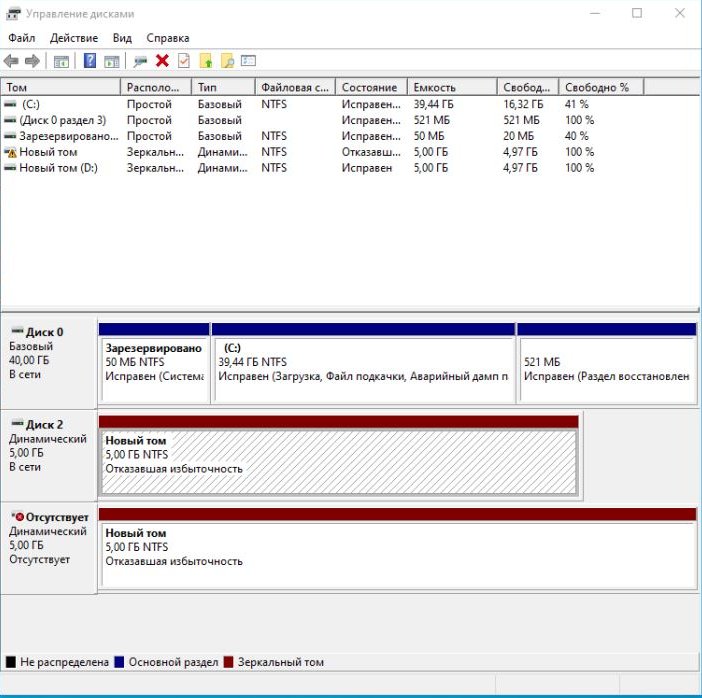 Управление дисками
Файл Действие Вид Справка
Том Располо... Тип Файловая с... Состояние Емкость Свобод... Свободно %
(C:) Простой Базовый NTFS Исправен... 39,44 ГБ 16,32 ГБ 41 %
(Диск 0 раздел 3) Простой Базовый Исправен... 521 МБ 521 МБ 100 %
Зарезервировано... Простой Базовый NTFS Исправен... 50 МБ 20 МБ 40 %
Новый том Зеркальн... Динами... NTFS Отказавш... 5,00 ГБ 4,97 ГБ 100 %
Новый том (D:) Зеркальн... Динами... NTFS Исправен 5,00 ГБ 4,97 ГБ 100 %
Диск 0
Базовый
40,00 ГБ
В сети
Зарезервировано
50 МБ NTFS
Исправен (Система
(C:)
39,44 ГБ NTFS
Исправен (Загрузка, Файл подкачки, Аварийный дамп п
521 МБ
Исправен (Раздел восстановлен
Диск 2
Динамический
5,00 ГБ
В сети
Новый том
5,00 ГБ NTFS
Отказавшая избыточность
Отсутствует
Динамический
5,00 ГБ
Отсутствует
Новый том
5,00 ГБ NTFS
Отказавшая избыточность
Не распределена Основной раздел Зеркальный том